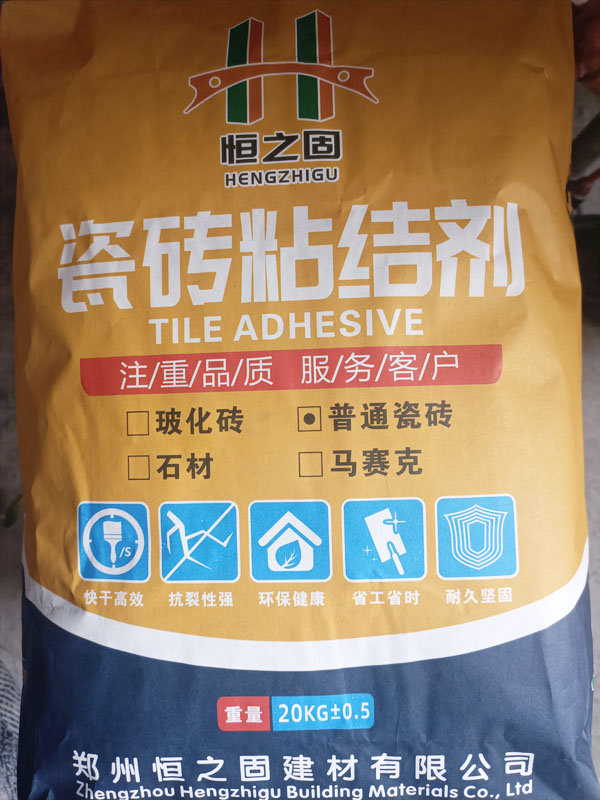 恒之固
HENGZHIGU
瓷砖粘结剂
TILE ADHESIVE
注/重/品/质 服/务/客/户
玻化砖 普通瓷砖
石材 马赛克
/S
快干高效 抗裂性强 环保健康 省工省时 耐久坚固
重量 20KG±0.5
郑州恒之固建材有限公司
Zhengzhou Hengzhigu Building Materials Co., Ltd